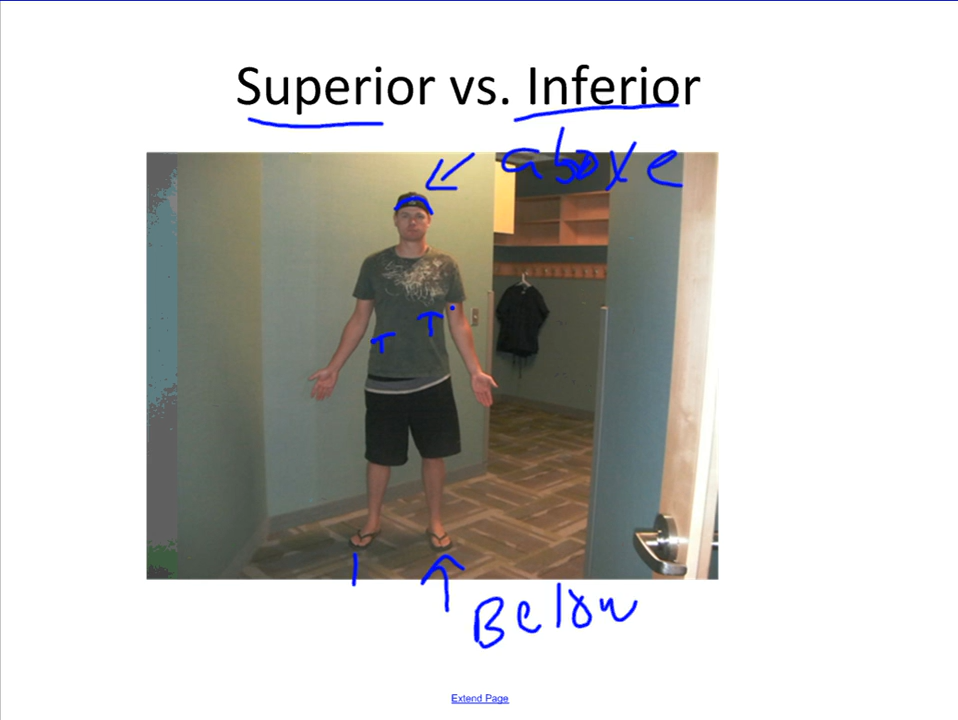 Superior vs. Inferior
above
T
T
Below
Extend Page